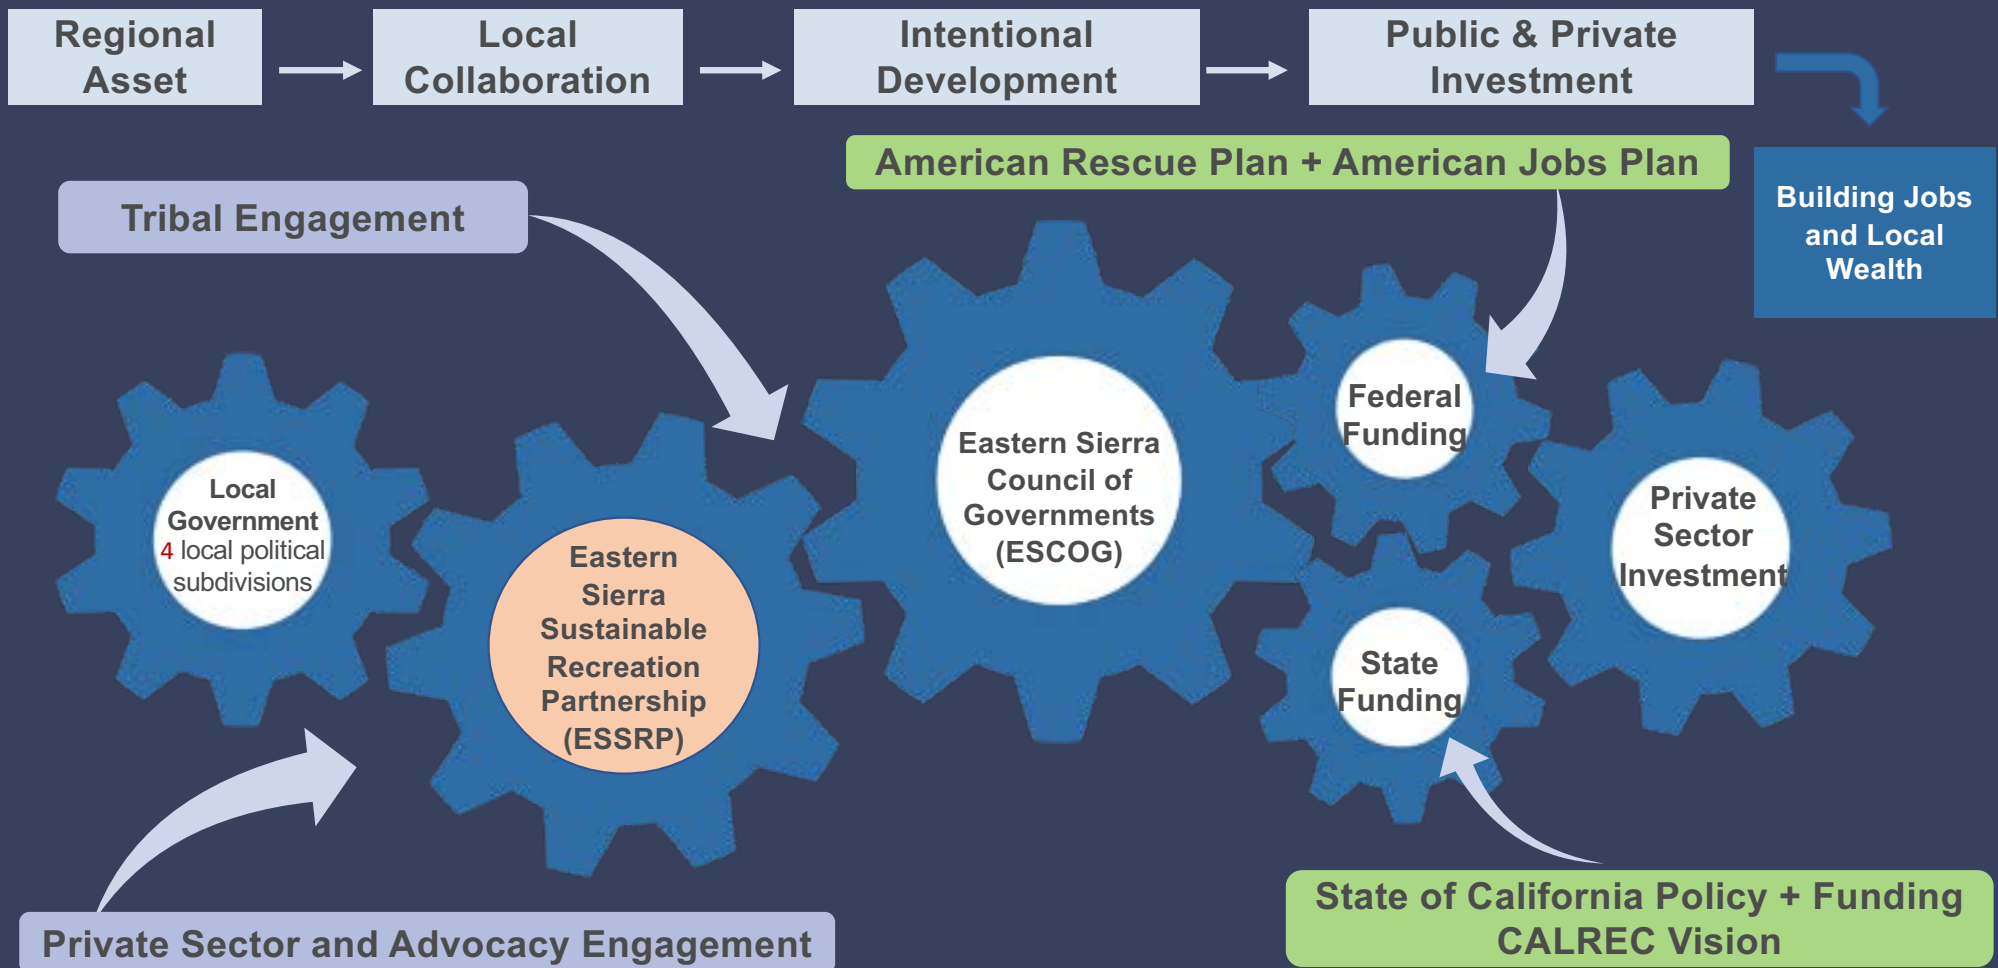 Regional
Asset
Local
Collaboration
Intentional
Development
Public & Private
Investment
American Rescue Plan + American Jobs Plan
Building Jobs
and Local
Wealth
Tribal Engagement
Local
Government
4 local political
subdivisions
Eastern
Sierra
Sustainable
Recreation
Partnership
(ESSRP)
Eastern Sierra
Council of
Governments
(ESCOG)
Federal
Funding
State
Funding
Private
Sector
Investment
Private Sector and Advocacy Engagement
State of California Policy + Funding
CALREC Vision